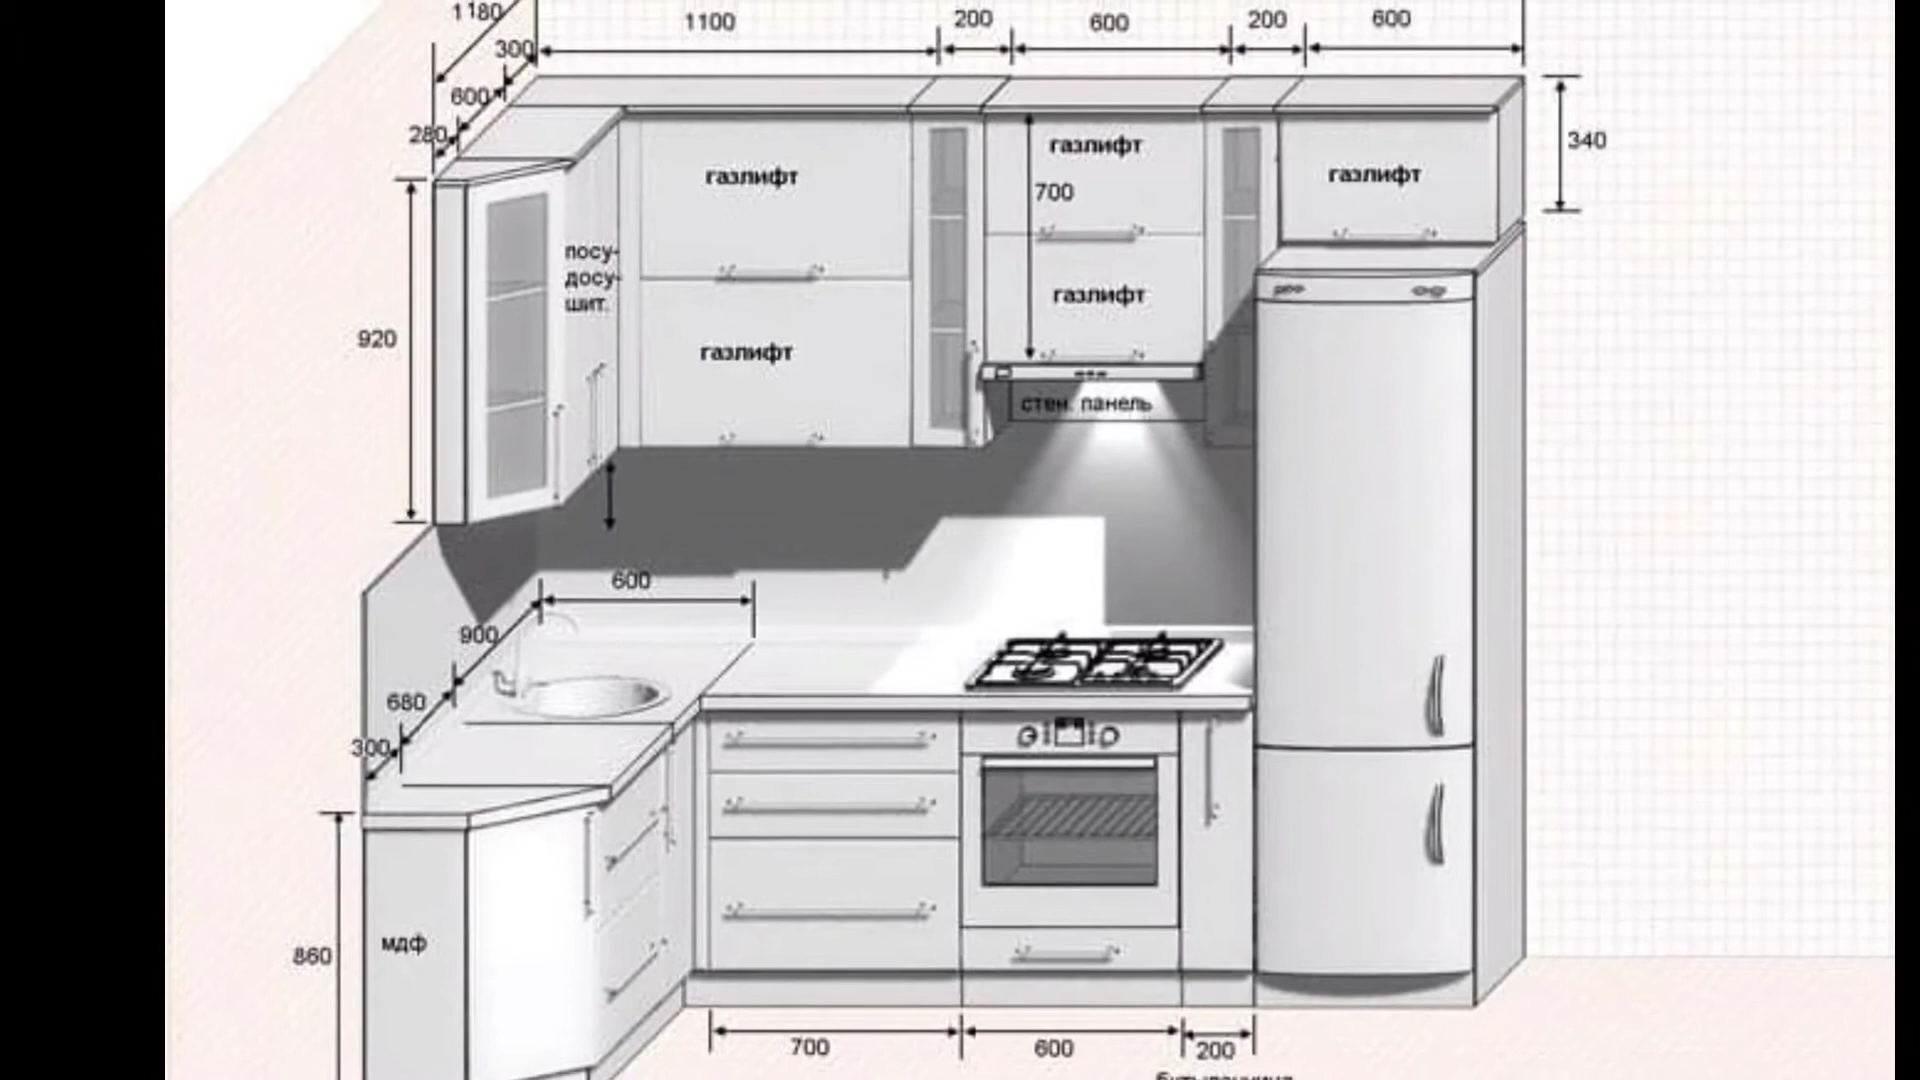 1180
1100
200
600
200
600
300
600
280
340
газлифт
газлифт
газлифт
700
газлифт
посу-
досу-
шит.
газлифт
920
стен. панель
600
900
680
300
860
мдф
700
600
200